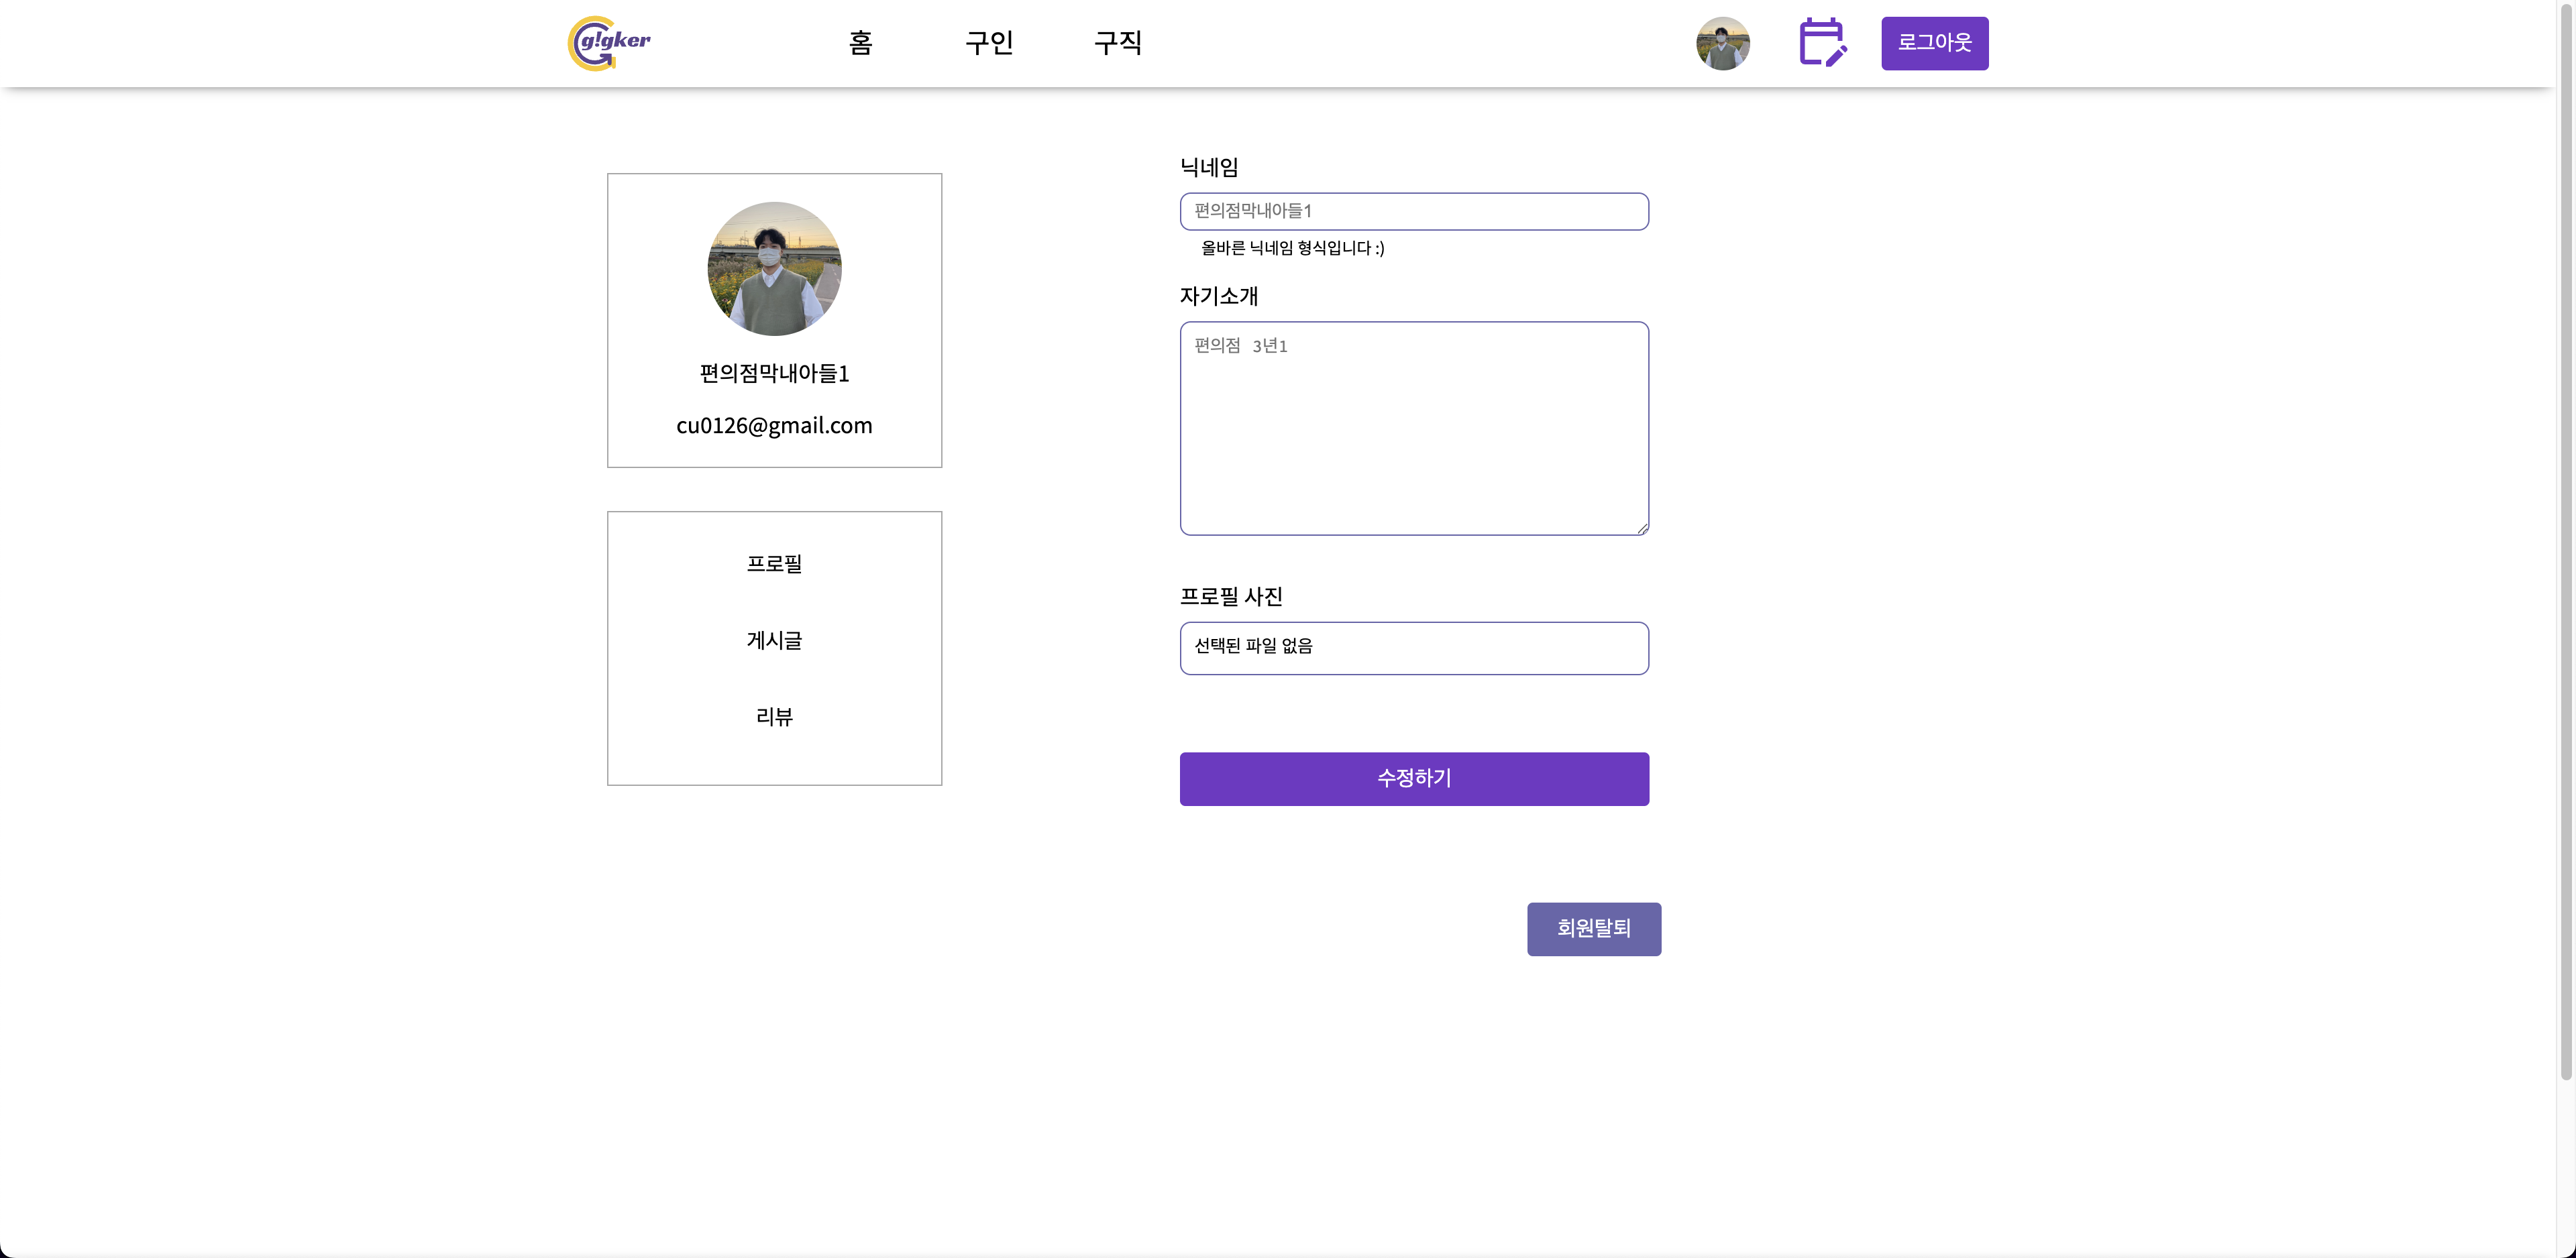 g!gker
홈
구인
구직
로그아웃
편의점막내아들1
cu0126@gmail.com
프로필
게시글
리뷰
닉네임
편의점막내아들1
올바른 닉네임 형식입니다 :)
자기소개
편의점 3년1
프로필 사진
선택된 파일 없음
수정하기
회원탈퇴